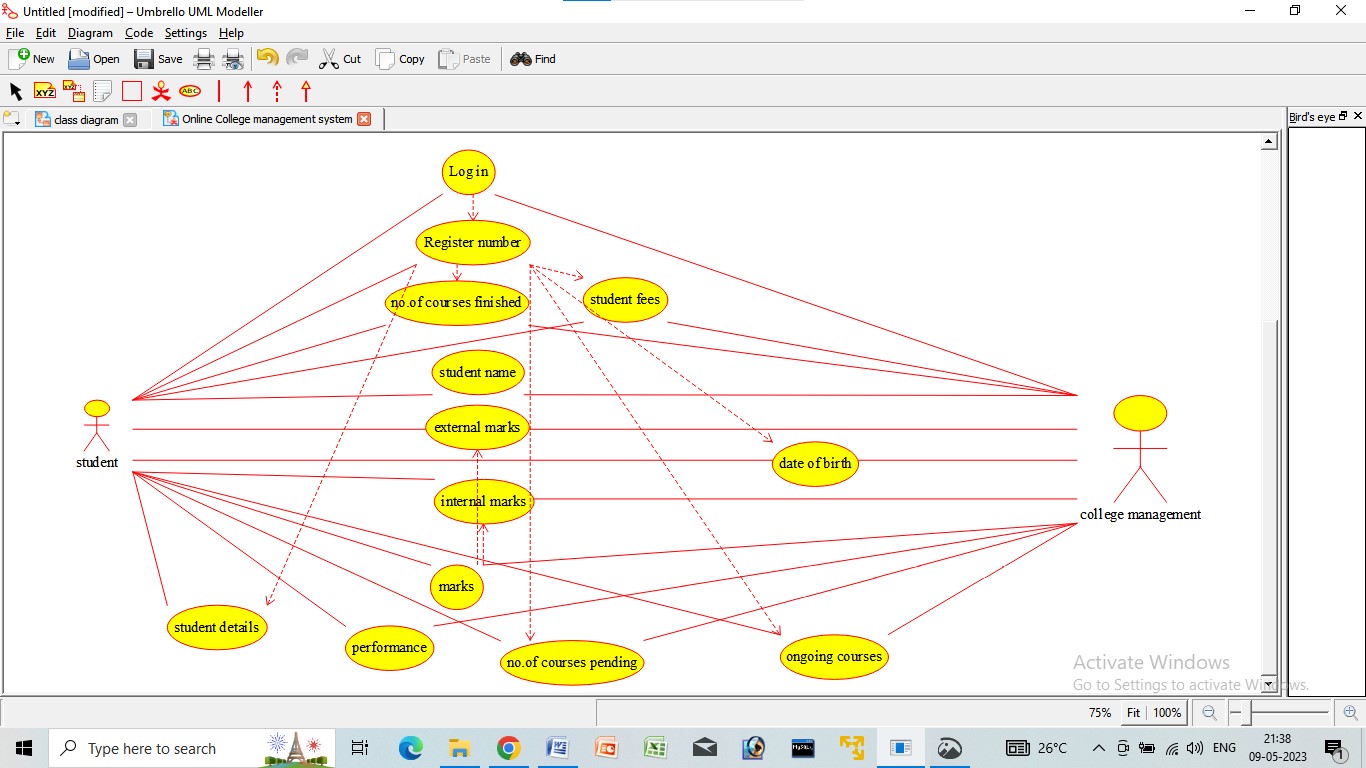 Untitled [modified] – Umbrello UML Modeller
File Edit Diagram Code Settings Help
New Open Save Cut Copy Paste Find
XYZ XYZ ABC
class diagram Online College management system Bird's eye
Log in
Register number
no.of courses finished
student fees
student name
external marks
student
date of birth
internal marks
college management
marks
student details
performance
no.of courses pending
ongoing courses
Activate Windows
Go to Settings to activate Windows.
75% Fit 100%
Type here to search
26°C ENG
21:38
09-05-2023
1